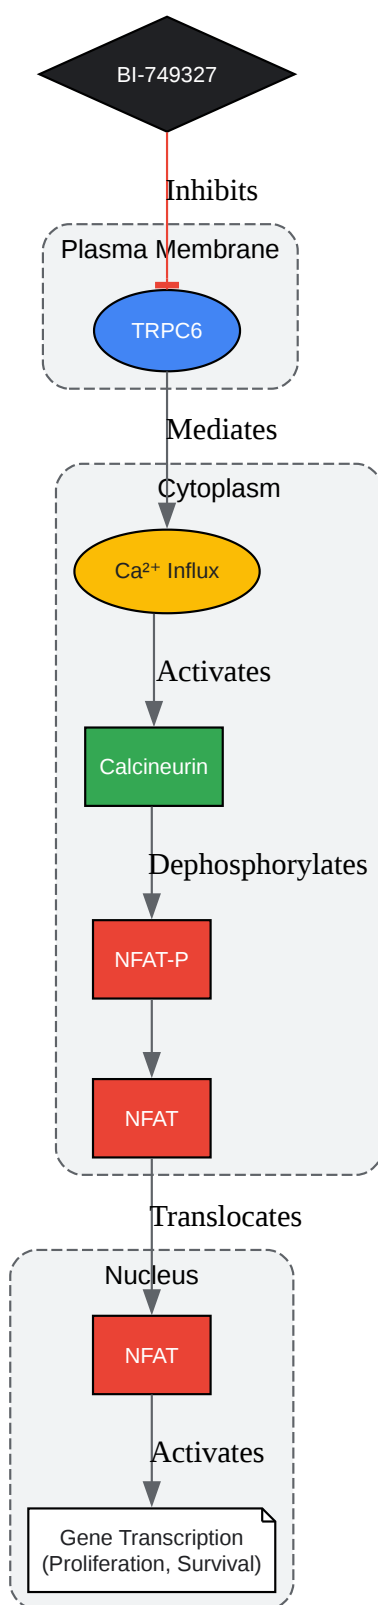 BI-749327
Inhibits
Plasma Membrane
TRPC6
Mediates
Cytoplasm
Ca²⁺ Influx
Activates
Calcineurin
Dephosphorylates
NFAT-P
NFAT
Translocates
Nucleus
NFAT
Activates
Gene Transcription
(Proliferation, Survival)